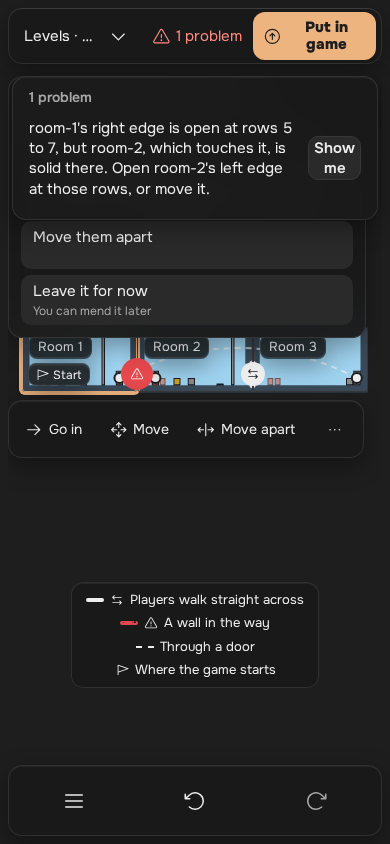 Levels · ...
1 problem
Put in
game
1 problem
room-1's right edge is open at rows 5
to 7, but room-2, which touches it, is
solid there. Open room-2's left edge
at those rows, or move it.
Show
me
Move them apart
Leave it for now
You can mend it later
Room 1
Room 2
Room 3
Start
Go in
Move
Move apart
...
Players walk straight across
A wall in the way
Through a door
Where the game starts